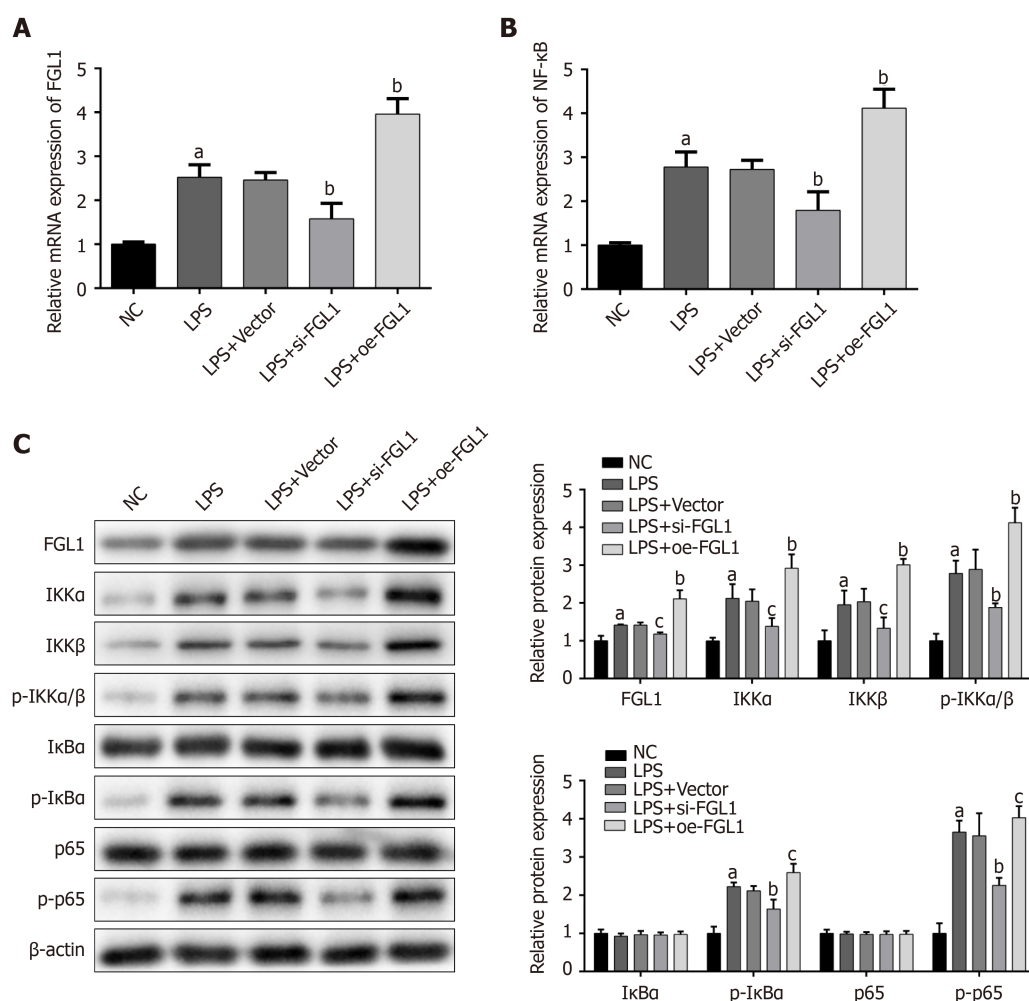 A
Relative mRNA expression of FGL1
5
4
3
2
1
0
a
b
b
NC
LPS
LPS+Vector
LPS+si-FGL1
LPS+oe-FGL1
B
Relative mRNA expression of NF-κB
5
4
3
2
1
0
a
b
b
NC
LPS
LPS+Vector
LPS+si-FGL1
LPS+oe-FGL1
C
NC
LPS
LPS+Vector
LPS+si-FGL1
LPS+oe-FGL1
FGL1
IKKα
IKKβ
p-IKKα/β
IκBα
p-IκBα
p65
p-p65
β-actin
Relative protein expression
5
4
3
2
1
0
NC
LPS
LPS+Vector
LPS+si-FGL1
LPS+oe-FGL1
a
c
b
a
c
b
a
c
b
a
b
b
FGL1
IKKα
IKKβ
p-IKKα/β
Relative protein expression
5
4
3
2
1
0
NC
LPS
LPS+Vector
LPS+si-FGL1
LPS+oe-FGL1
a
b
c
a
b
c
IκBα
p-IκBα
p65
p-p65